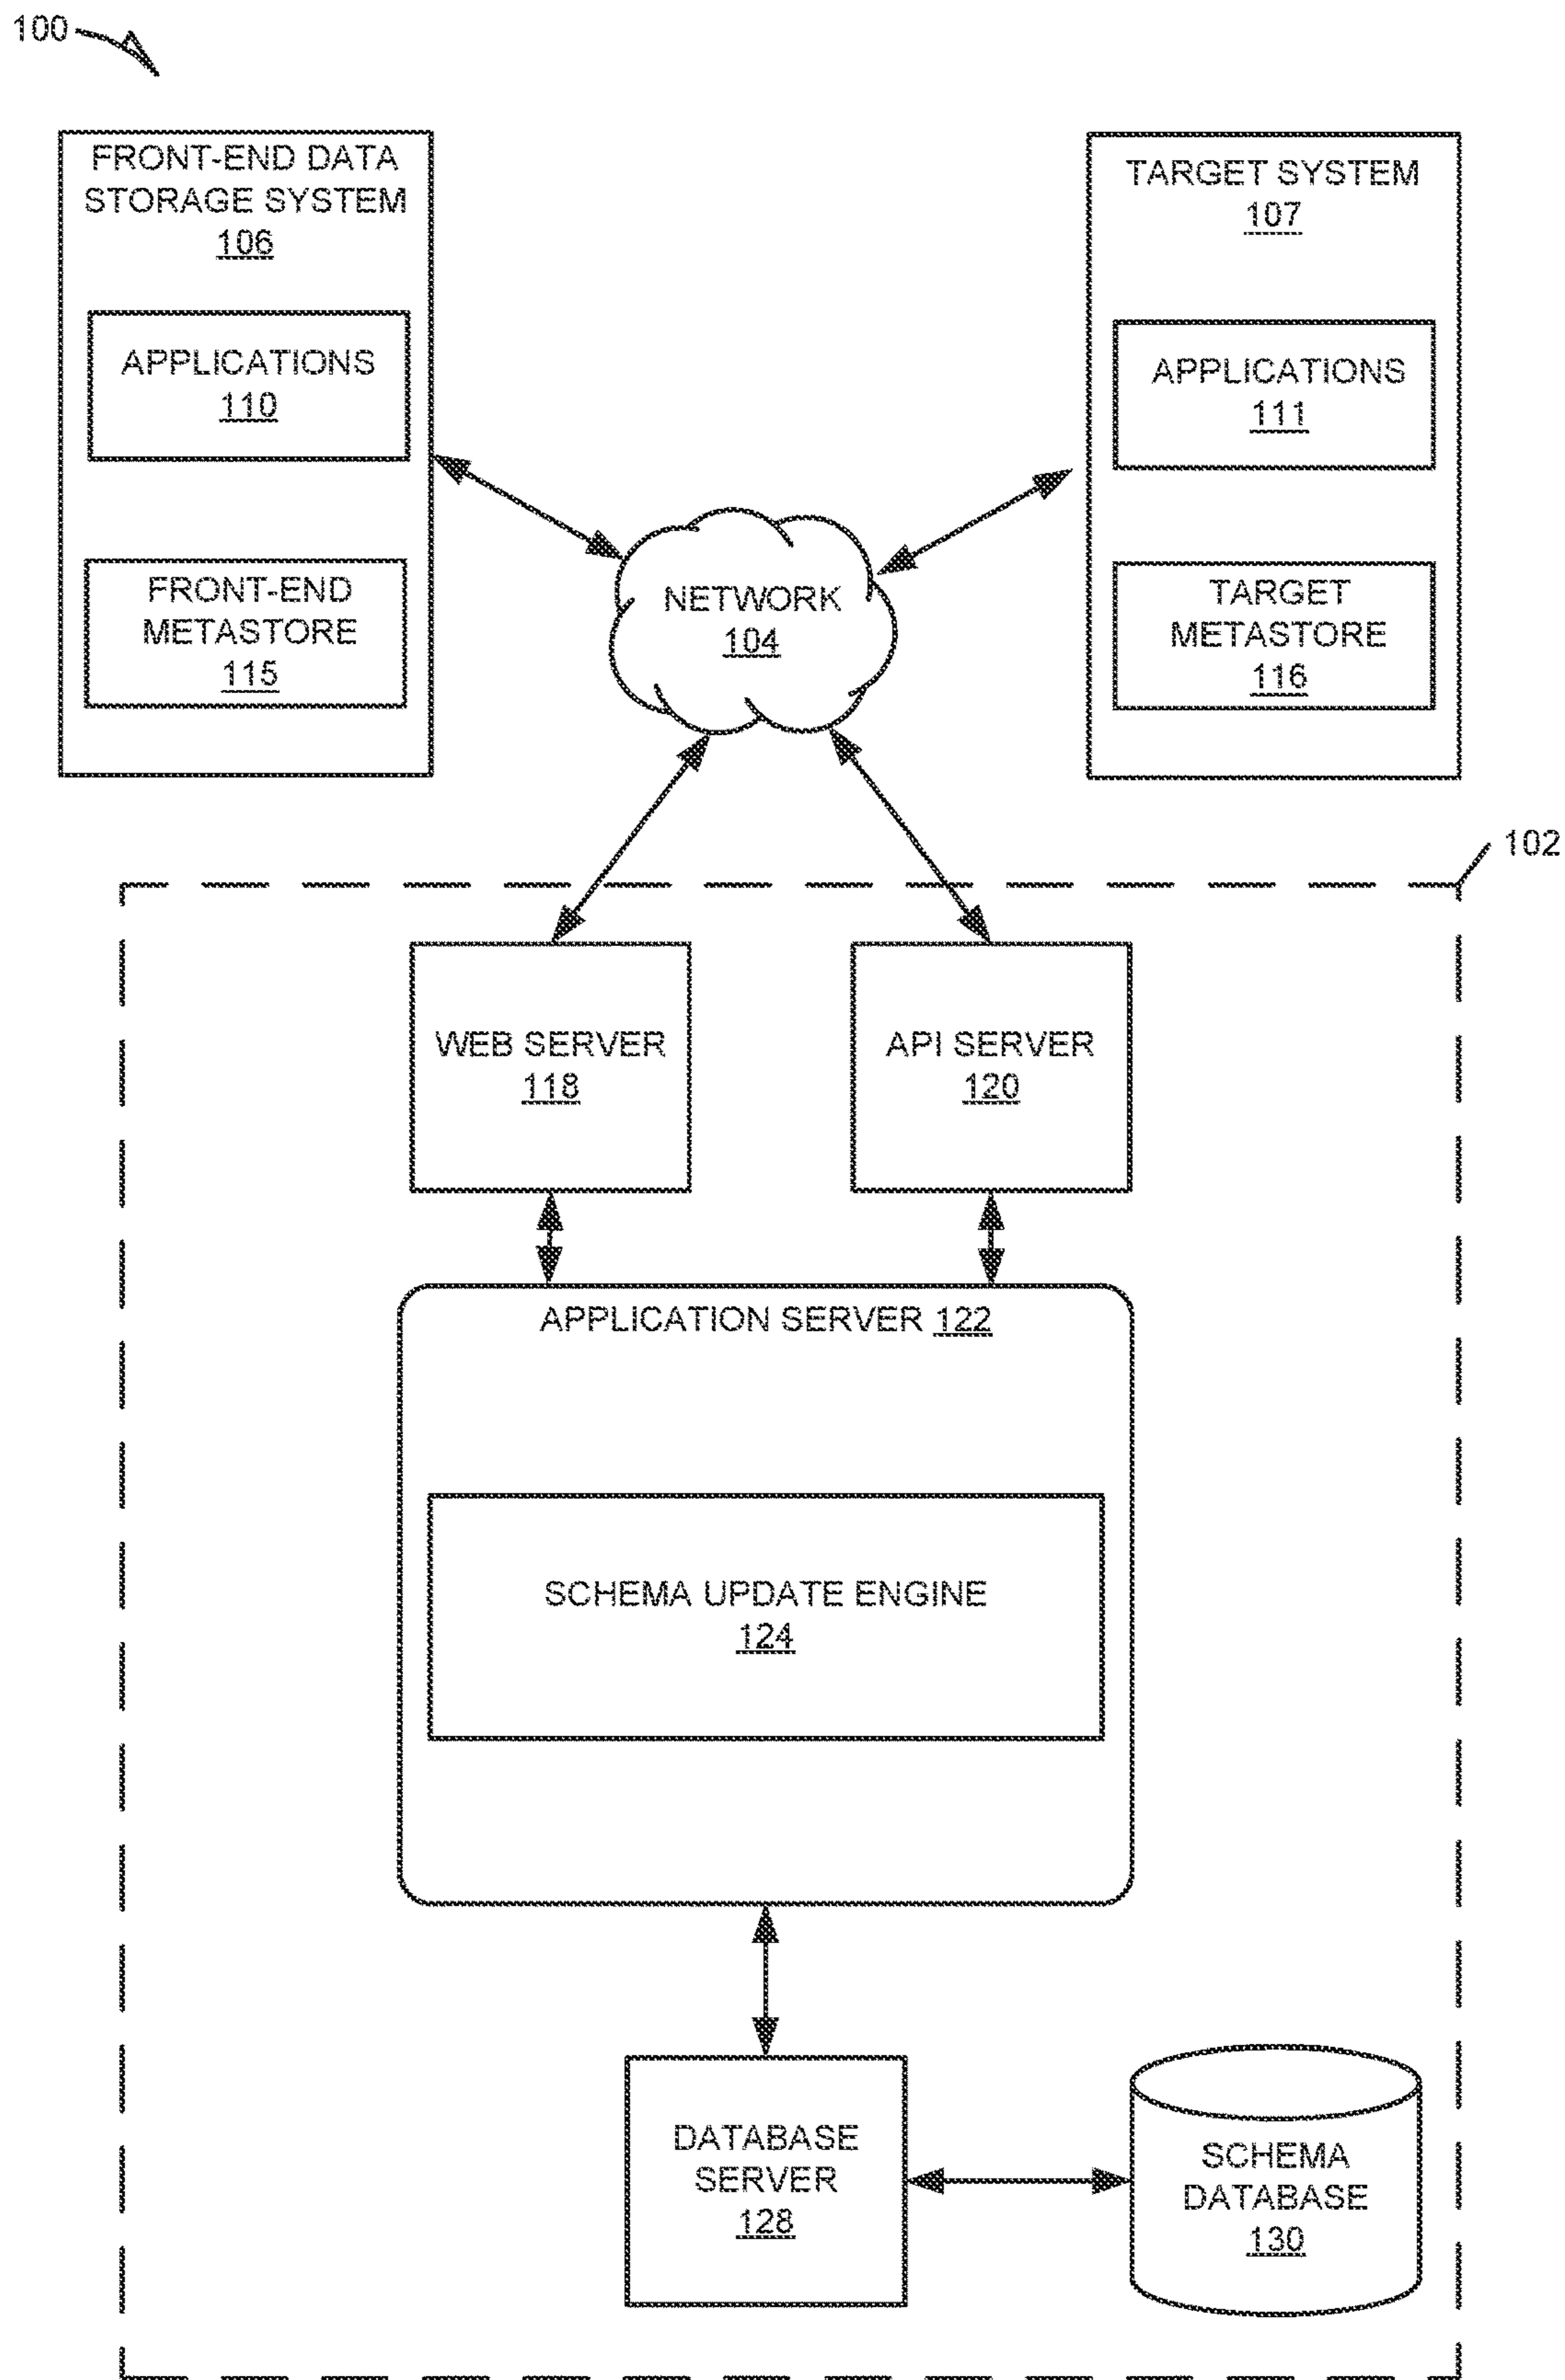 100
FRONT-END DATA
STORAGE SYSTEM
106
APPLICATIONS
110
FRONT-END
METASTORE
115
TARGET SYSTEM
107
APPLICATIONS
111
TARGET
METASTORE
116
NETWORK
104
102
WEB SERVER
118
API SERVER
120
APPLICATION SERVER 122
SCHEMA UPDATE ENGINE
124
DATABASE
SERVER
128
SCHEMA
DATABASE
130